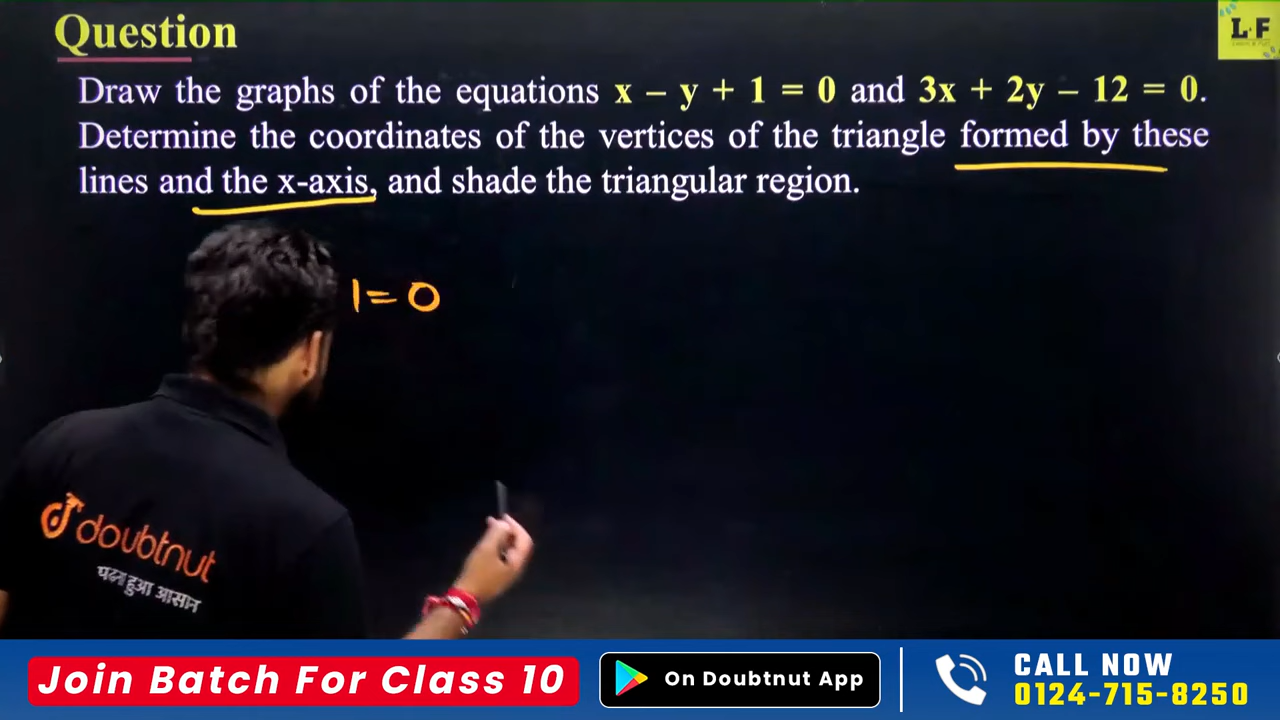 Question
L F
Draw the graphs of the equations x – y + 1 = 0 and 3x + 2y – 12 = 0.
Determine the coordinates of the vertices of the triangle formed by these
lines and the x-axis, and shade the triangular region.
1 = 0
doubtnut
पढ़ना हुआ आसान
Join Batch For Class 10
On Doubtnut App
CALL NOW
0124-715-8250